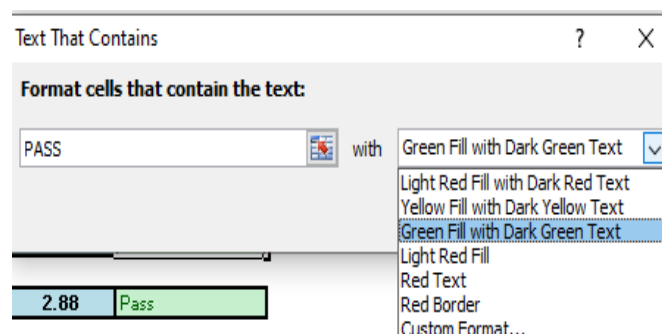 Text That Contains ? X
Format cells that contain the text:
PASS with Green Fill with Dark Green Text
Light Red Fill with Dark Red Text
Yellow Fill with Dark Yellow Text
Green Fill with Dark Green Text
Light Red Fill
Red Text
2.88 Pass Red Border
Custom Format...